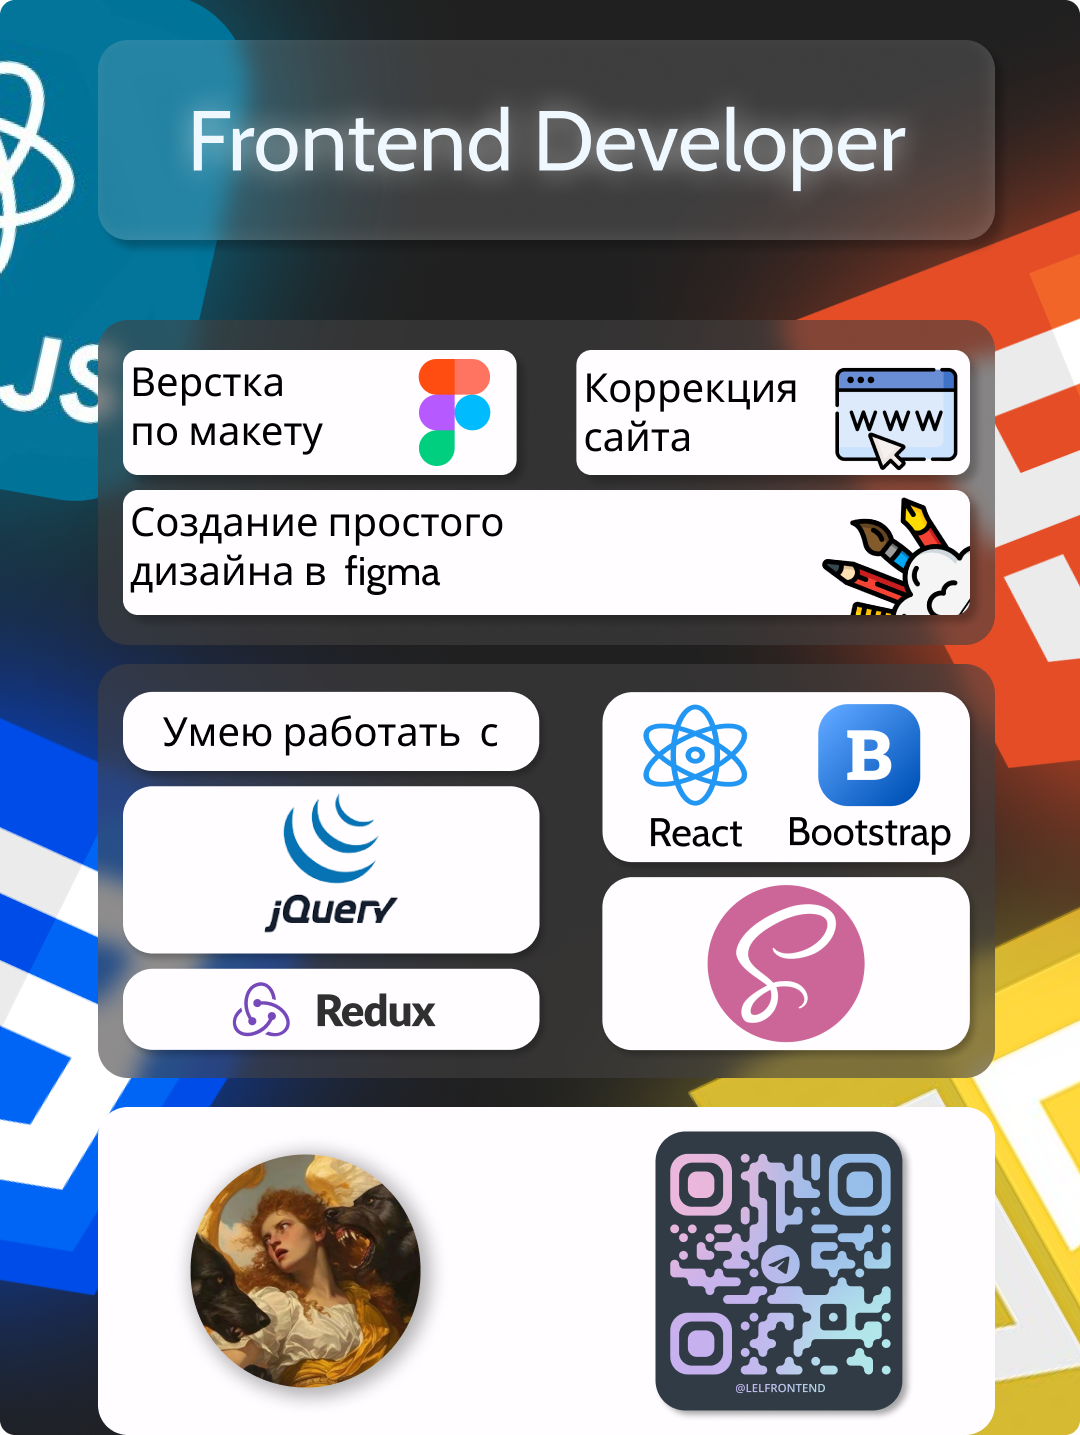 Frontend Developer
JS
Верстка
по макету
Коррекция
сайта
WWW
Создание простого
дизайна в figma
Умею работать с
React
Bootstrap
B
jQuery
Redux
@LELFRONTEND